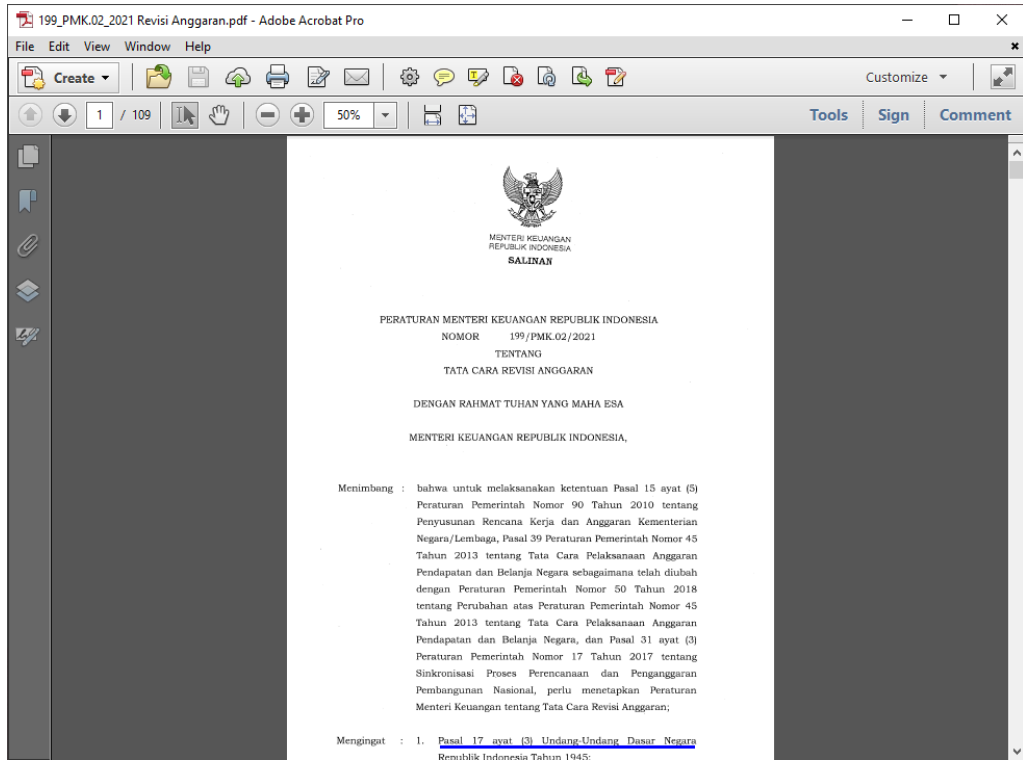 199_PMK.02_2021 Revisi Anggaran.pdf - Adobe Acrobat Pro
File Edit View Window Help
Create
Customize
1 / 109
50%
Tools Sign Comment
MENTERI KEUANGAN
REPUBLIK INDONESIA
SALINAN
PERATURAN MENTERI KEUANGAN REPUBLIK INDONESIA
NOMOR 199/PMK.02/2021
TENTANG
TATA CARA REVISI ANGGARAN
DENGAN RAHMAT TUHAN YANG MAHA ESA
MENTERI KEUANGAN REPUBLIK INDONESIA,
Menimbang : bahwa untuk melaksanakan ketentuan Pasal 15 ayat (5)
Peraturan Pemerintah Nomor 90 Tahun 2010 tentang
Penyusunan Rencana Kerja dan Anggaran Kementerian
Negara/Lembaga, Pasal 39 Peraturan Pemerintah Nomor 45
Tahun 2013 tentang Tata Cara Pelaksanaan Anggaran
Pendapatan dan Belanja Negara sebagaimana telah diubah
dengan Peraturan Pemerintah Nomor 50 Tahun 2018
tentang Perubahan atas Peraturan Pemerintah Nomor 45
Tahun 2013 tentang Tata Cara Pelaksanaan Anggaran
Pendapatan dan Belanja Negara, dan Pasal 31 ayat (3)
Peraturan Pemerintah Nomor 17 Tahun 2017 tentang
Sinkronisasi Proses Perencanaan dan Penganggaran
Pembangunan Nasional, perlu menetapkan Peraturan
Menteri Keuangan tentang Tata Cara Revisi Anggaran;
Mengingat : 1. Pasal 17 ayat (3) Undang-Undang Dasar Negara
Republik Indonesia Tahun 1945;